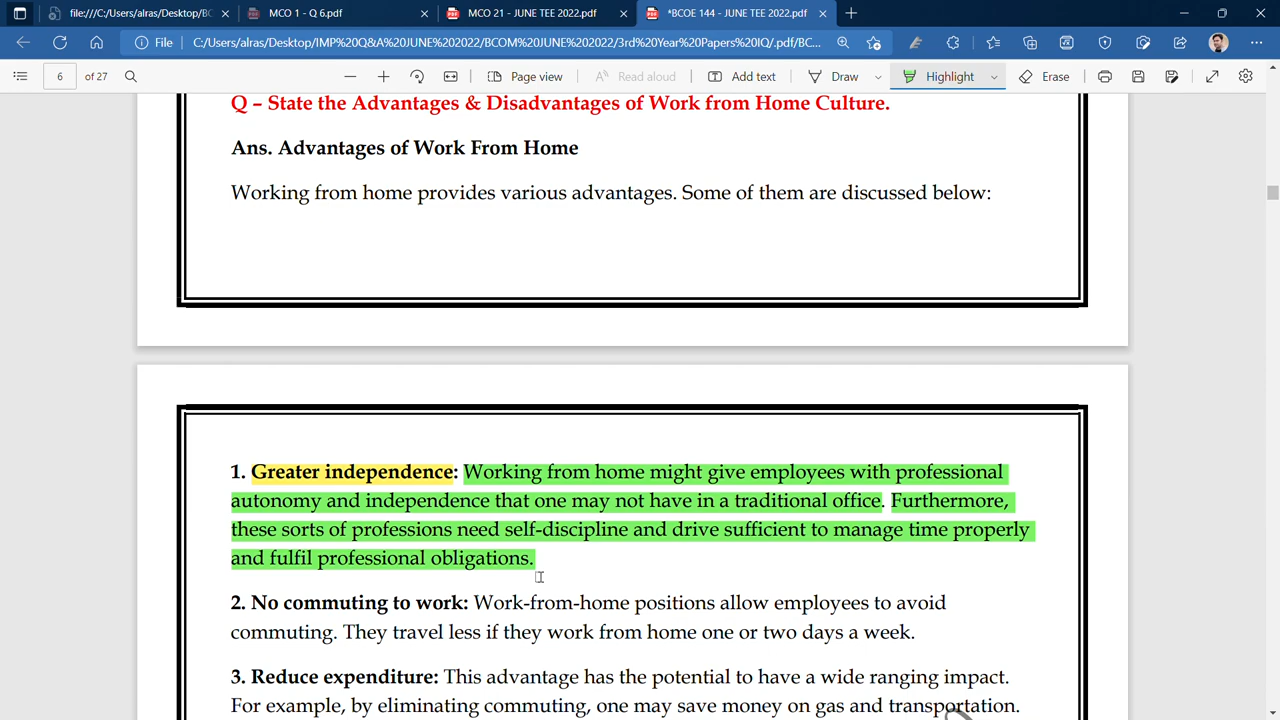 file:///C:/Users/alras/Desktop/BC
MCO 1 - Q 6.pdf
MCO 21 - JUNE TEE 2022.pdf
*BCOE 144 - JUNE TEE 2022.pdf
File
C:/Users/alras/Desktop/IMP%20Q&A%20JUNE%202022/BCOM%20JUNE%202022/3rd%20Year%20Papers%20IQ/.pdf/BC...
6 of 27
Page view
Read aloud
Add text
Draw
Highlight
Erase
Q – State the Advantages & Disadvantages of Work from Home Culture.
Ans. Advantages of Work From Home
Working from home provides various advantages. Some of them are discussed below:
1. Greater independence: Working from home might give employees with professional
autonomy and independence that one may not have in a traditional office. Furthermore,
these sorts of professions need self-discipline and drive sufficient to manage time properly
and fulfil professional obligations.
2. No commuting to work: Work-from-home positions allow employees to avoid
commuting. They travel less if they work from home one or two days a week.
3. Reduce expenditure: This advantage has the potential to have a wide ranging impact.
For example, by eliminating commuting, one may save money on gas and transportation.